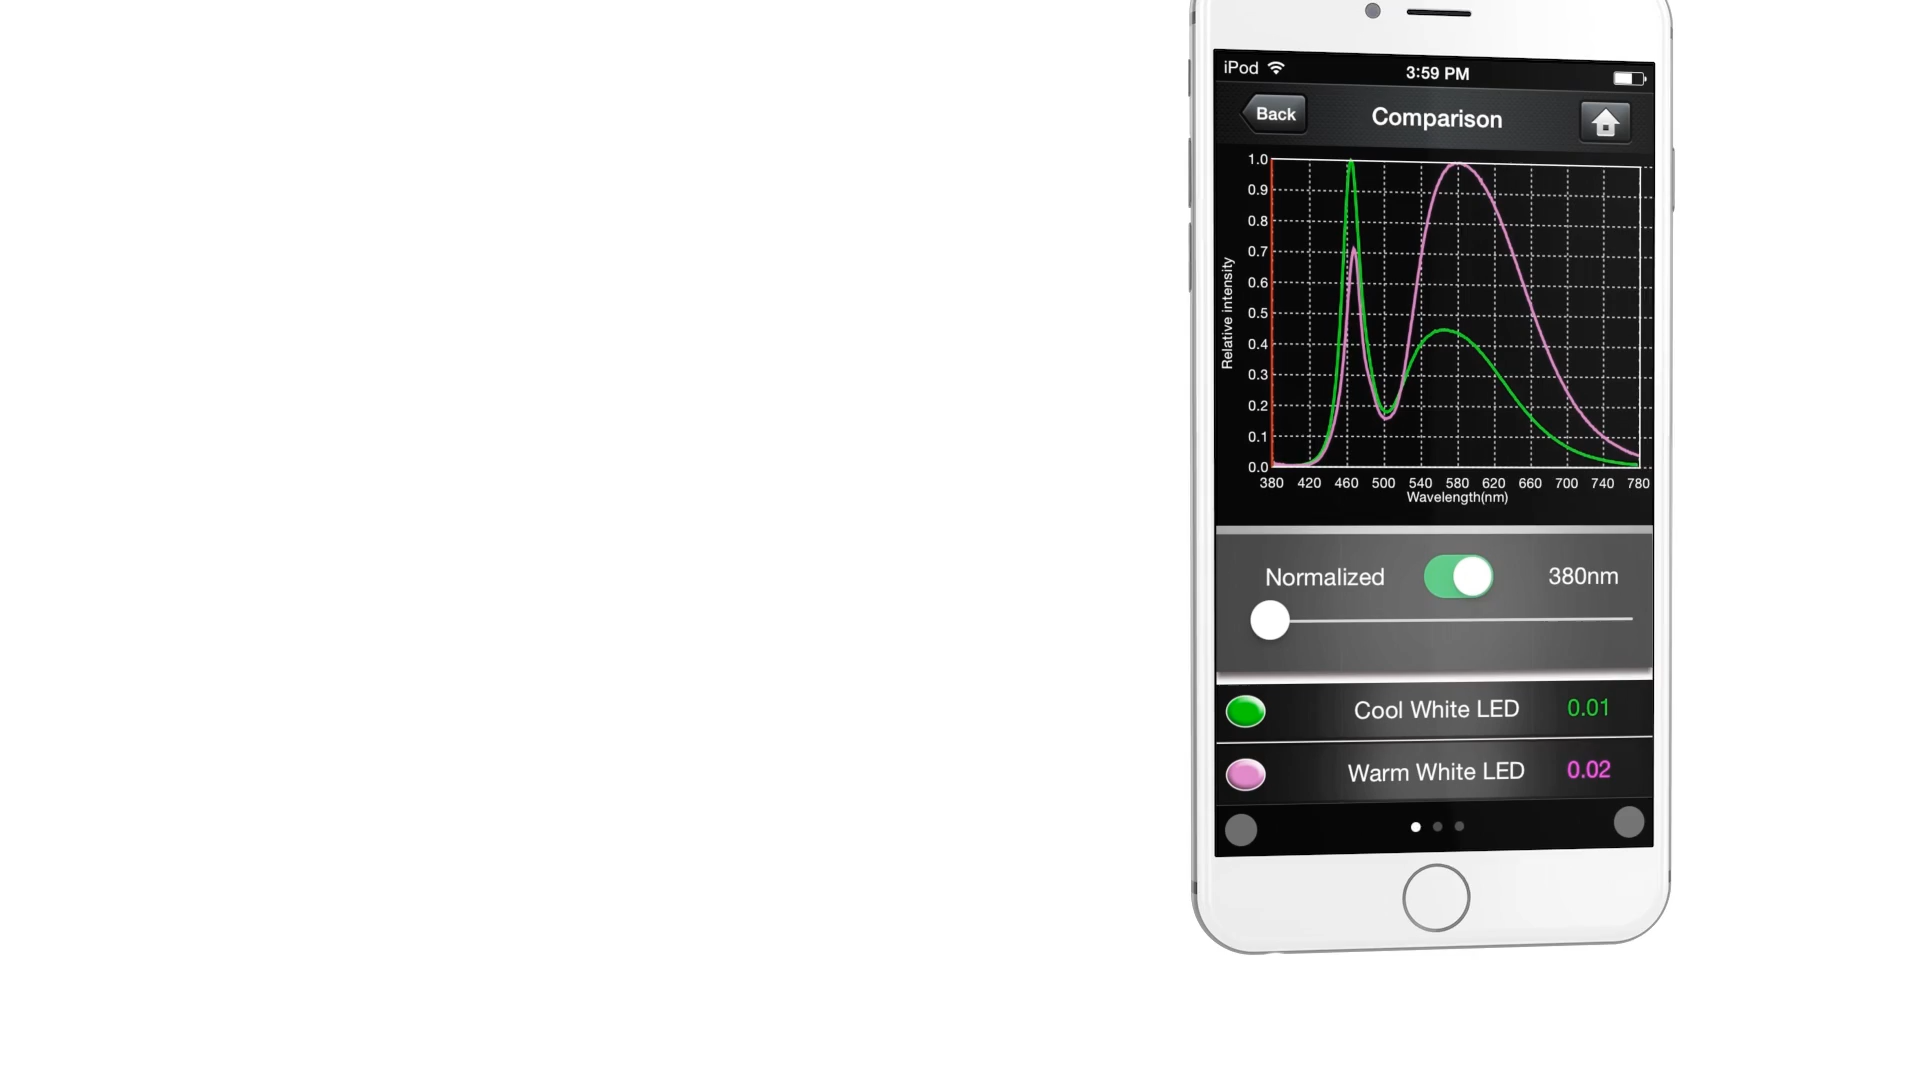 iPod 3:59 PM
Back Comparison
1.0
0.9
0.8
0.7
0.6
0.5
0.4
0.3
0.2
0.1
0.0
Relative intensity
380 420 460 500 540 580 620 660 700 740 780
Wavelength(nm)
Normalized 380nm
Cool White LED 0.01
Warm White LED 0.02